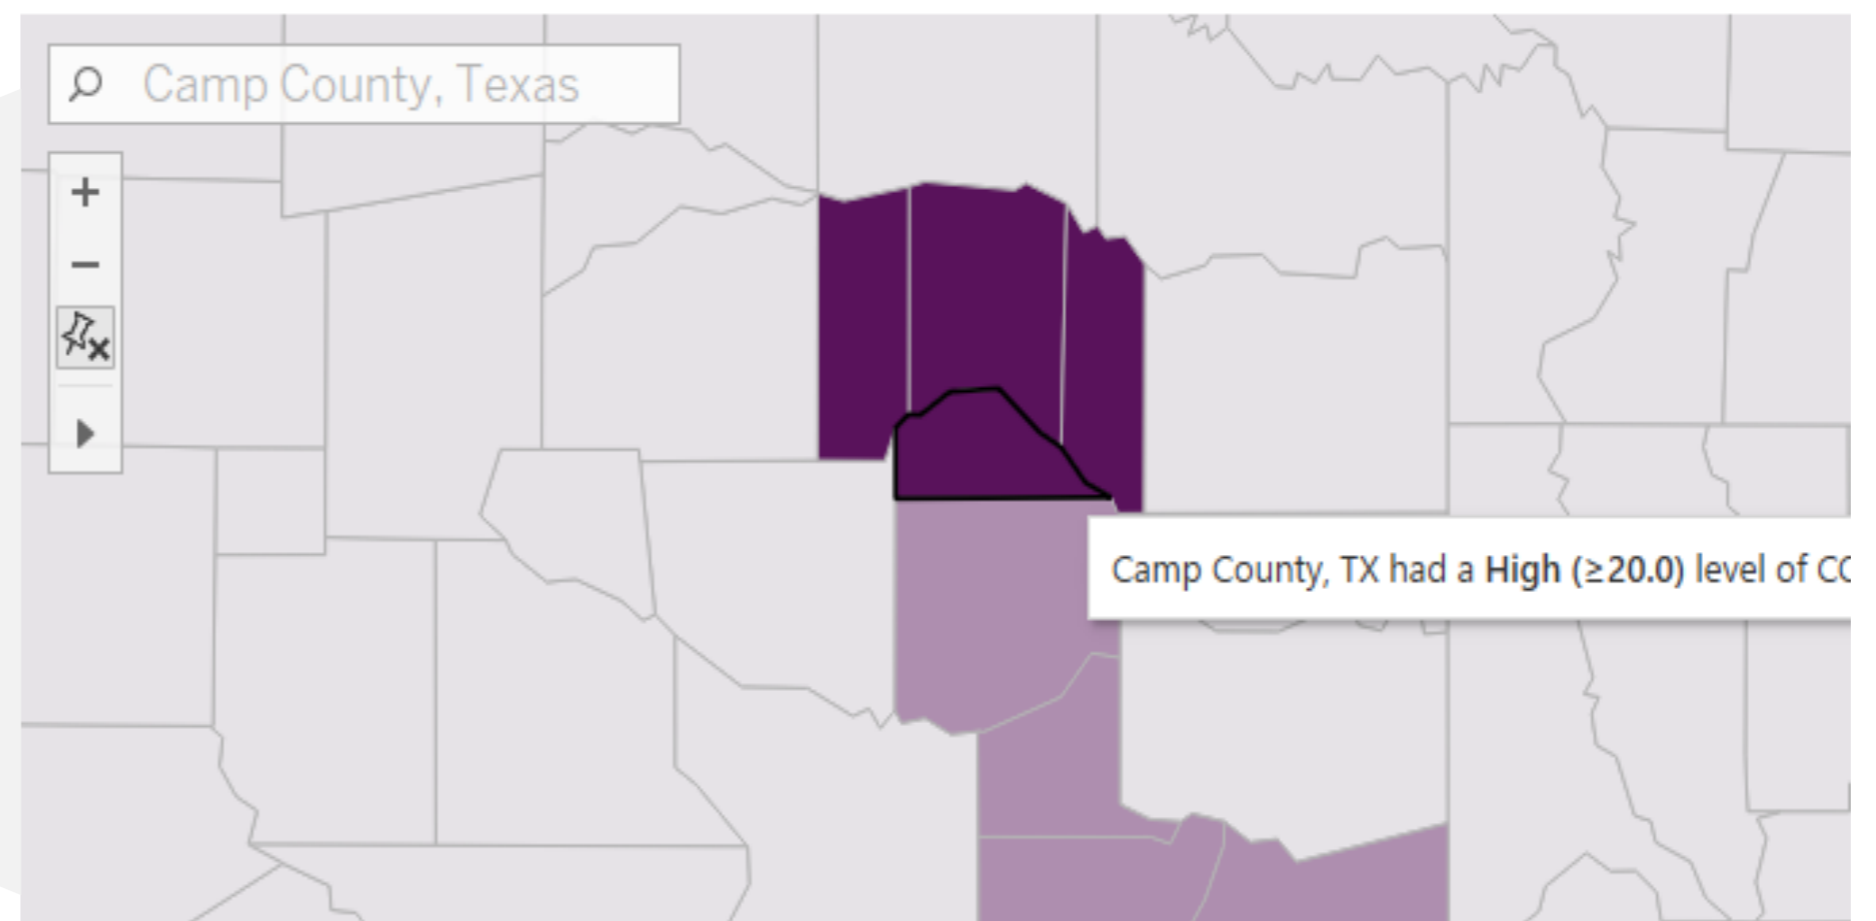 Camp County, Texas
+
−
Camp County, TX had a High (≥20.0) level of